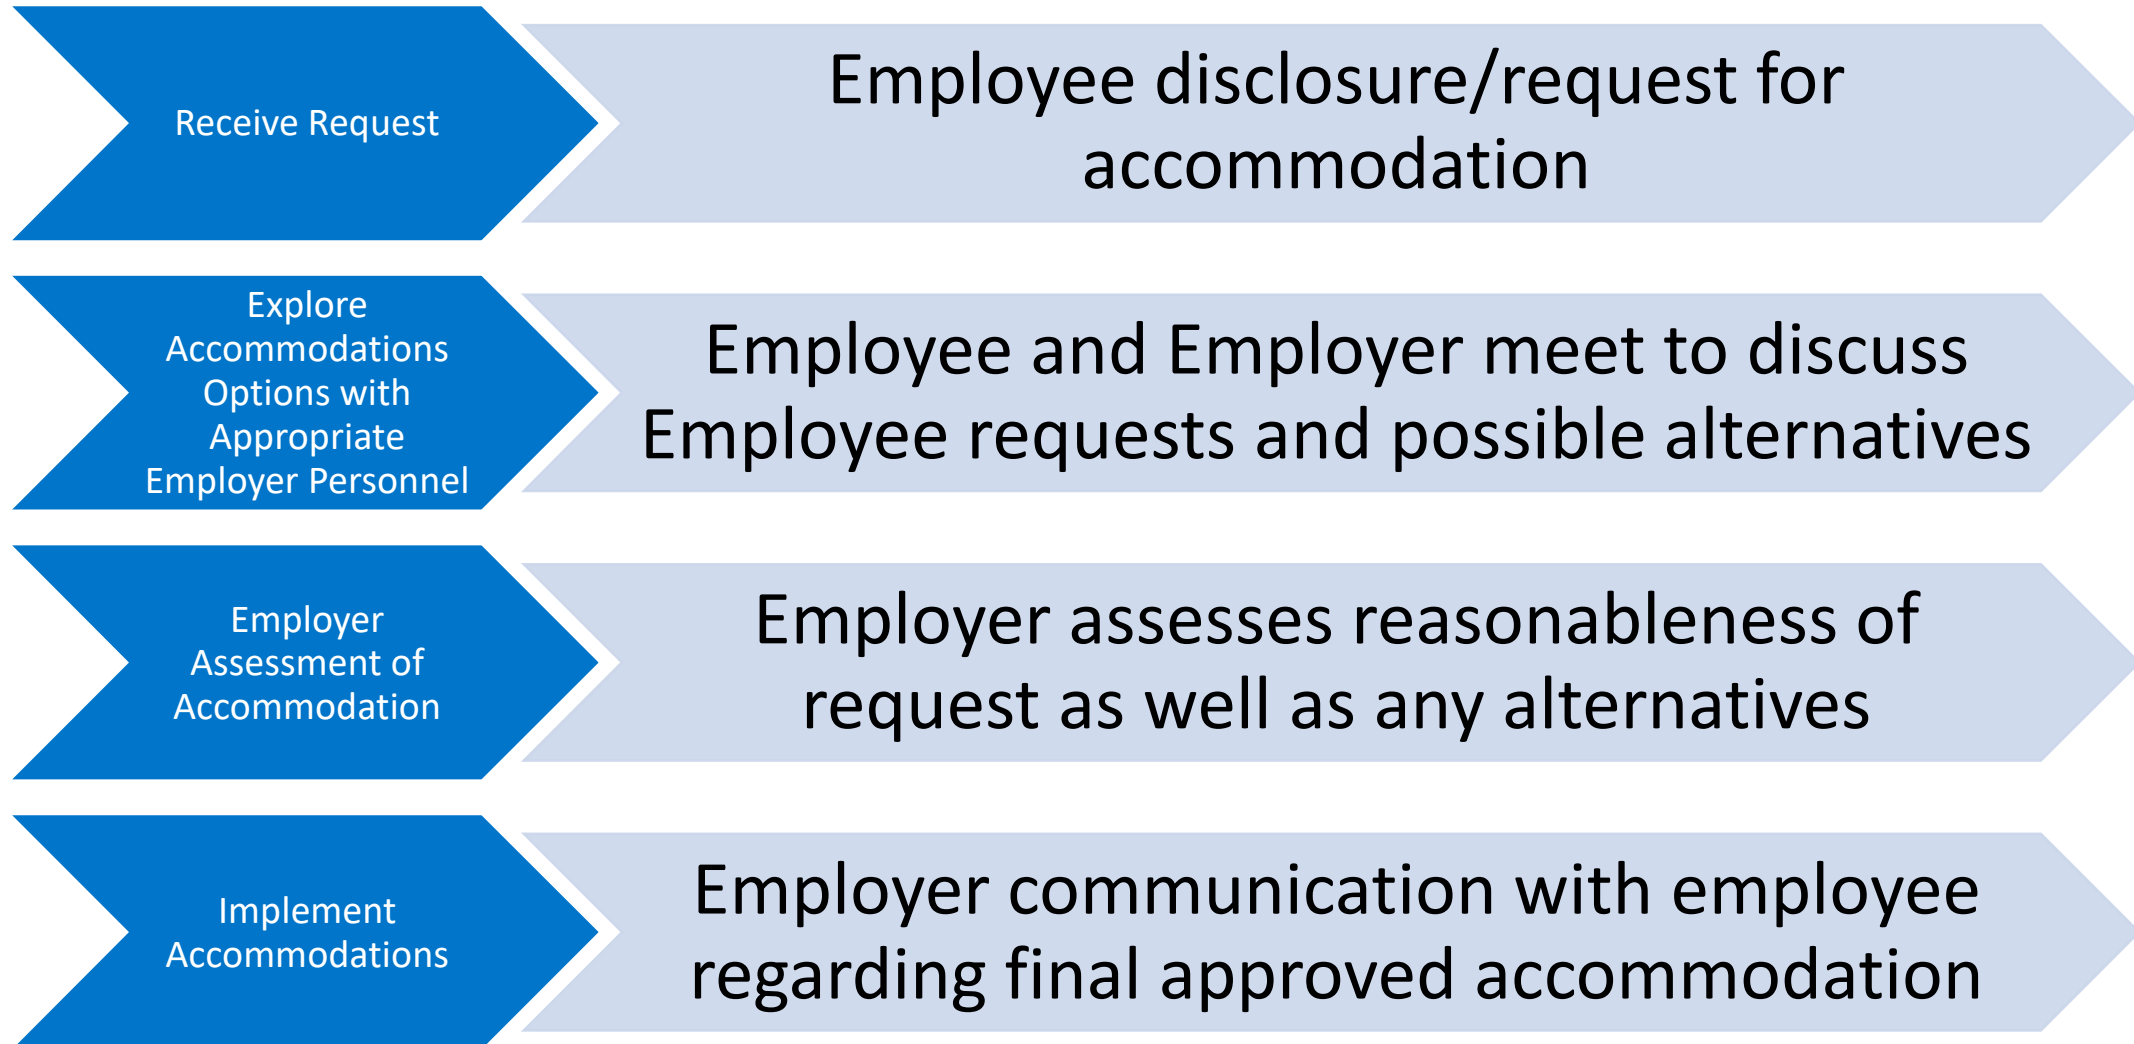 Receive Request
Employee disclosure/request for
accommodation
Explore
Accommodations
Options with
Appropriate
Employer Personnel
Employee and Employer meet to discuss
Employee requests and possible alternatives
Employer
Assessment of
Accommodation
Employer assesses reasonableness of
request as well as any alternatives
Implement
Accommodations
Employer communication with employee
regarding final approved accommodation